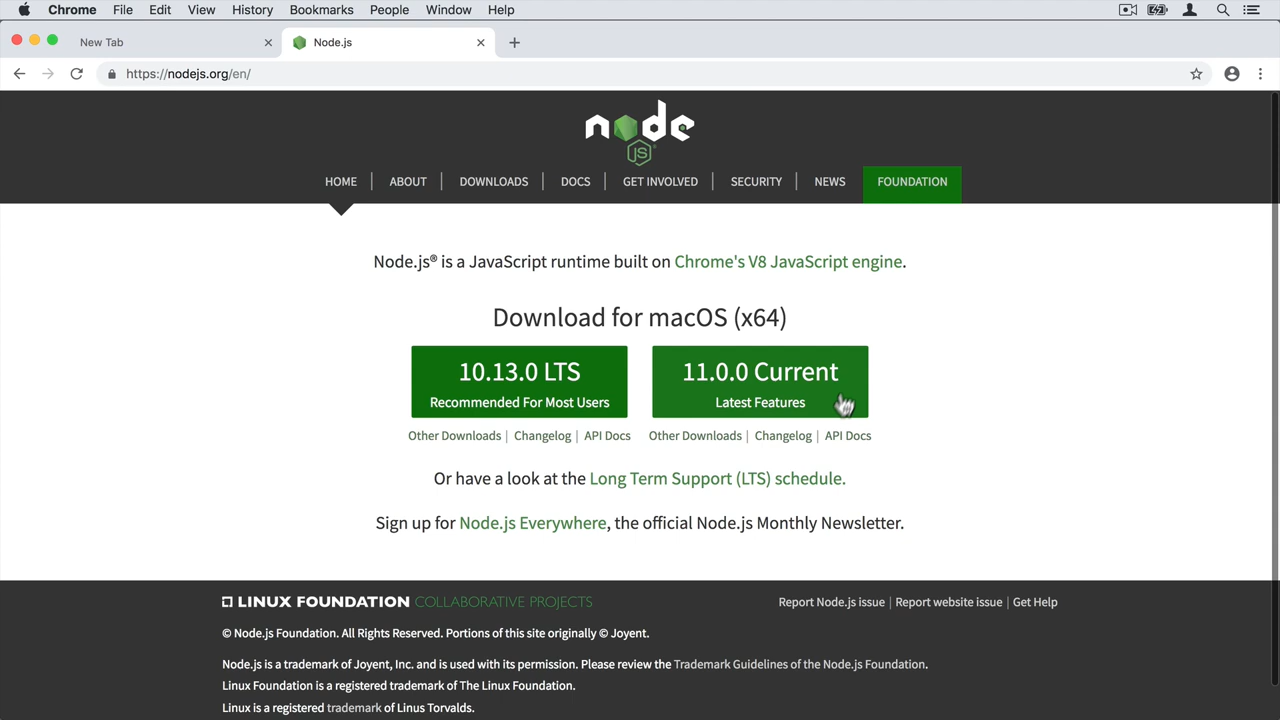 Chrome File Edit View History Bookmarks People Window Help
New Tab
Node.js
https://nodejs.org/en/
node
JS
HOME | ABOUT | DOWNLOADS | DOCS | GET INVOLVED | SECURITY | NEWS FOUNDATION
Node.js® is a JavaScript runtime built on Chrome's V8 JavaScript engine.
Download for macOS (x64)
10.13.0 LTS
Recommended For Most Users
11.0.0 Current
Latest Features
Other Downloads | Changelog | API Docs
Other Downloads | Changelog | API Docs
Or have a look at the Long Term Support (LTS) schedule.
Sign up for Node.js Everywhere, the official Node.js Monthly Newsletter.
LINUX FOUNDATION COLLABORATIVE PROJECTS
Report Node.js issue | Report website issue | Get Help
© Node.js Foundation. All Rights Reserved. Portions of this site originally © Joyent.
Node.js is a trademark of Joyent, Inc. and is used with its permission. Please review the Trademark Guidelines of the Node.js Foundation.
Linux Foundation is a registered trademark of The Linux Foundation.
Linux is a registered trademark of Linus Torvalds.